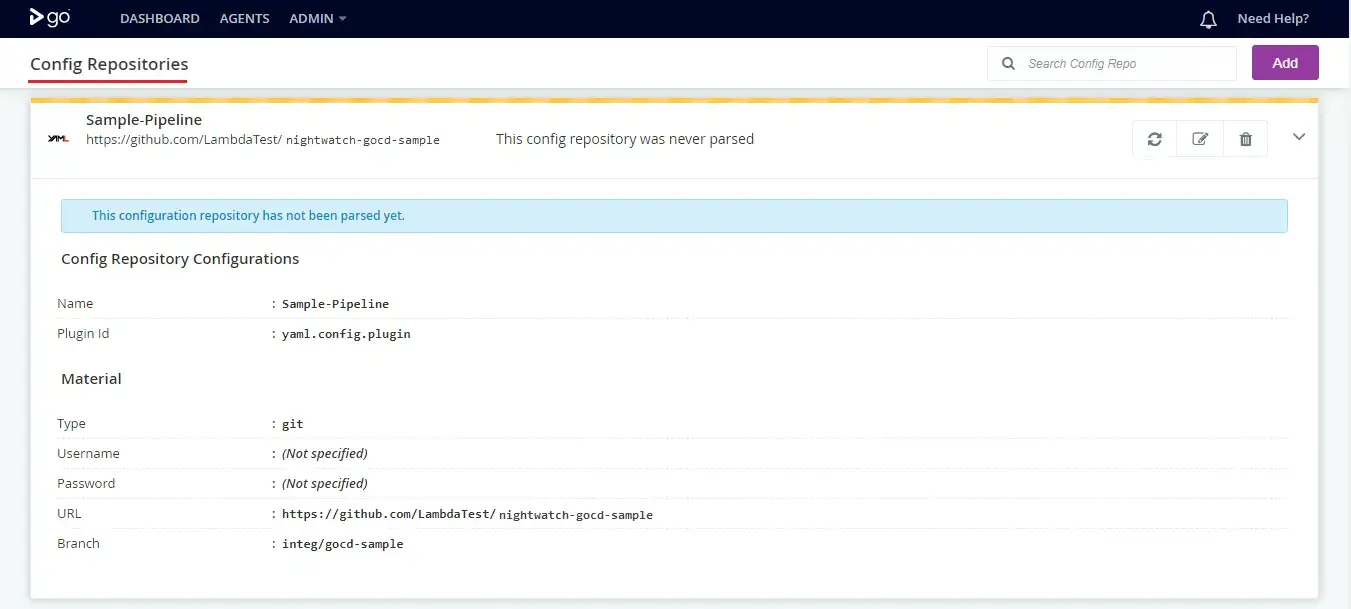 go DASHBOARD AGENTS ADMIN Need Help?
Config Repositories Search Config Repo Add
Sample-Pipeline
YAML https://github.com/LambdaTest/ nightwatch-gocd-sample This config repository was never parsed
This configuration repository has not been parsed yet.
Config Repository Configurations
Name : Sample-Pipeline
Plugin Id : yaml.config.plugin
Material
Type : git
Username : (Not specified)
Password : (Not specified)
URL : https://github.com/LambdaTest/ nightwatch-gocd-sample
Branch : integ/gocd-sample